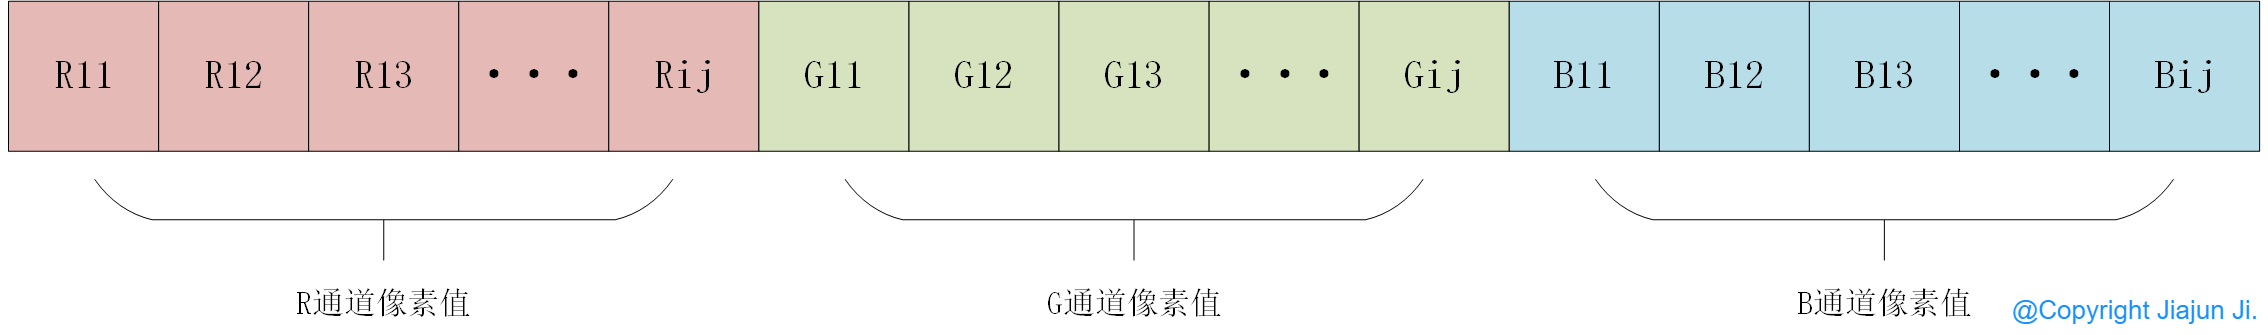 R11 R12 R13 ··· Rij G11 G12 G13 ··· Gij B11 B12 B13 ··· Bij
R通道像素值 G通道像素值 B通道像素值
@Copyright Jiajun Ji.